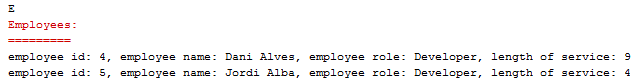 E
Employees:
=========
employee id: 4, employee name: Dani Alves, employee role: Developer, length of service: 9
employee id: 5, employee name: Jordi Alba, employee role: Developer, length of service: 4